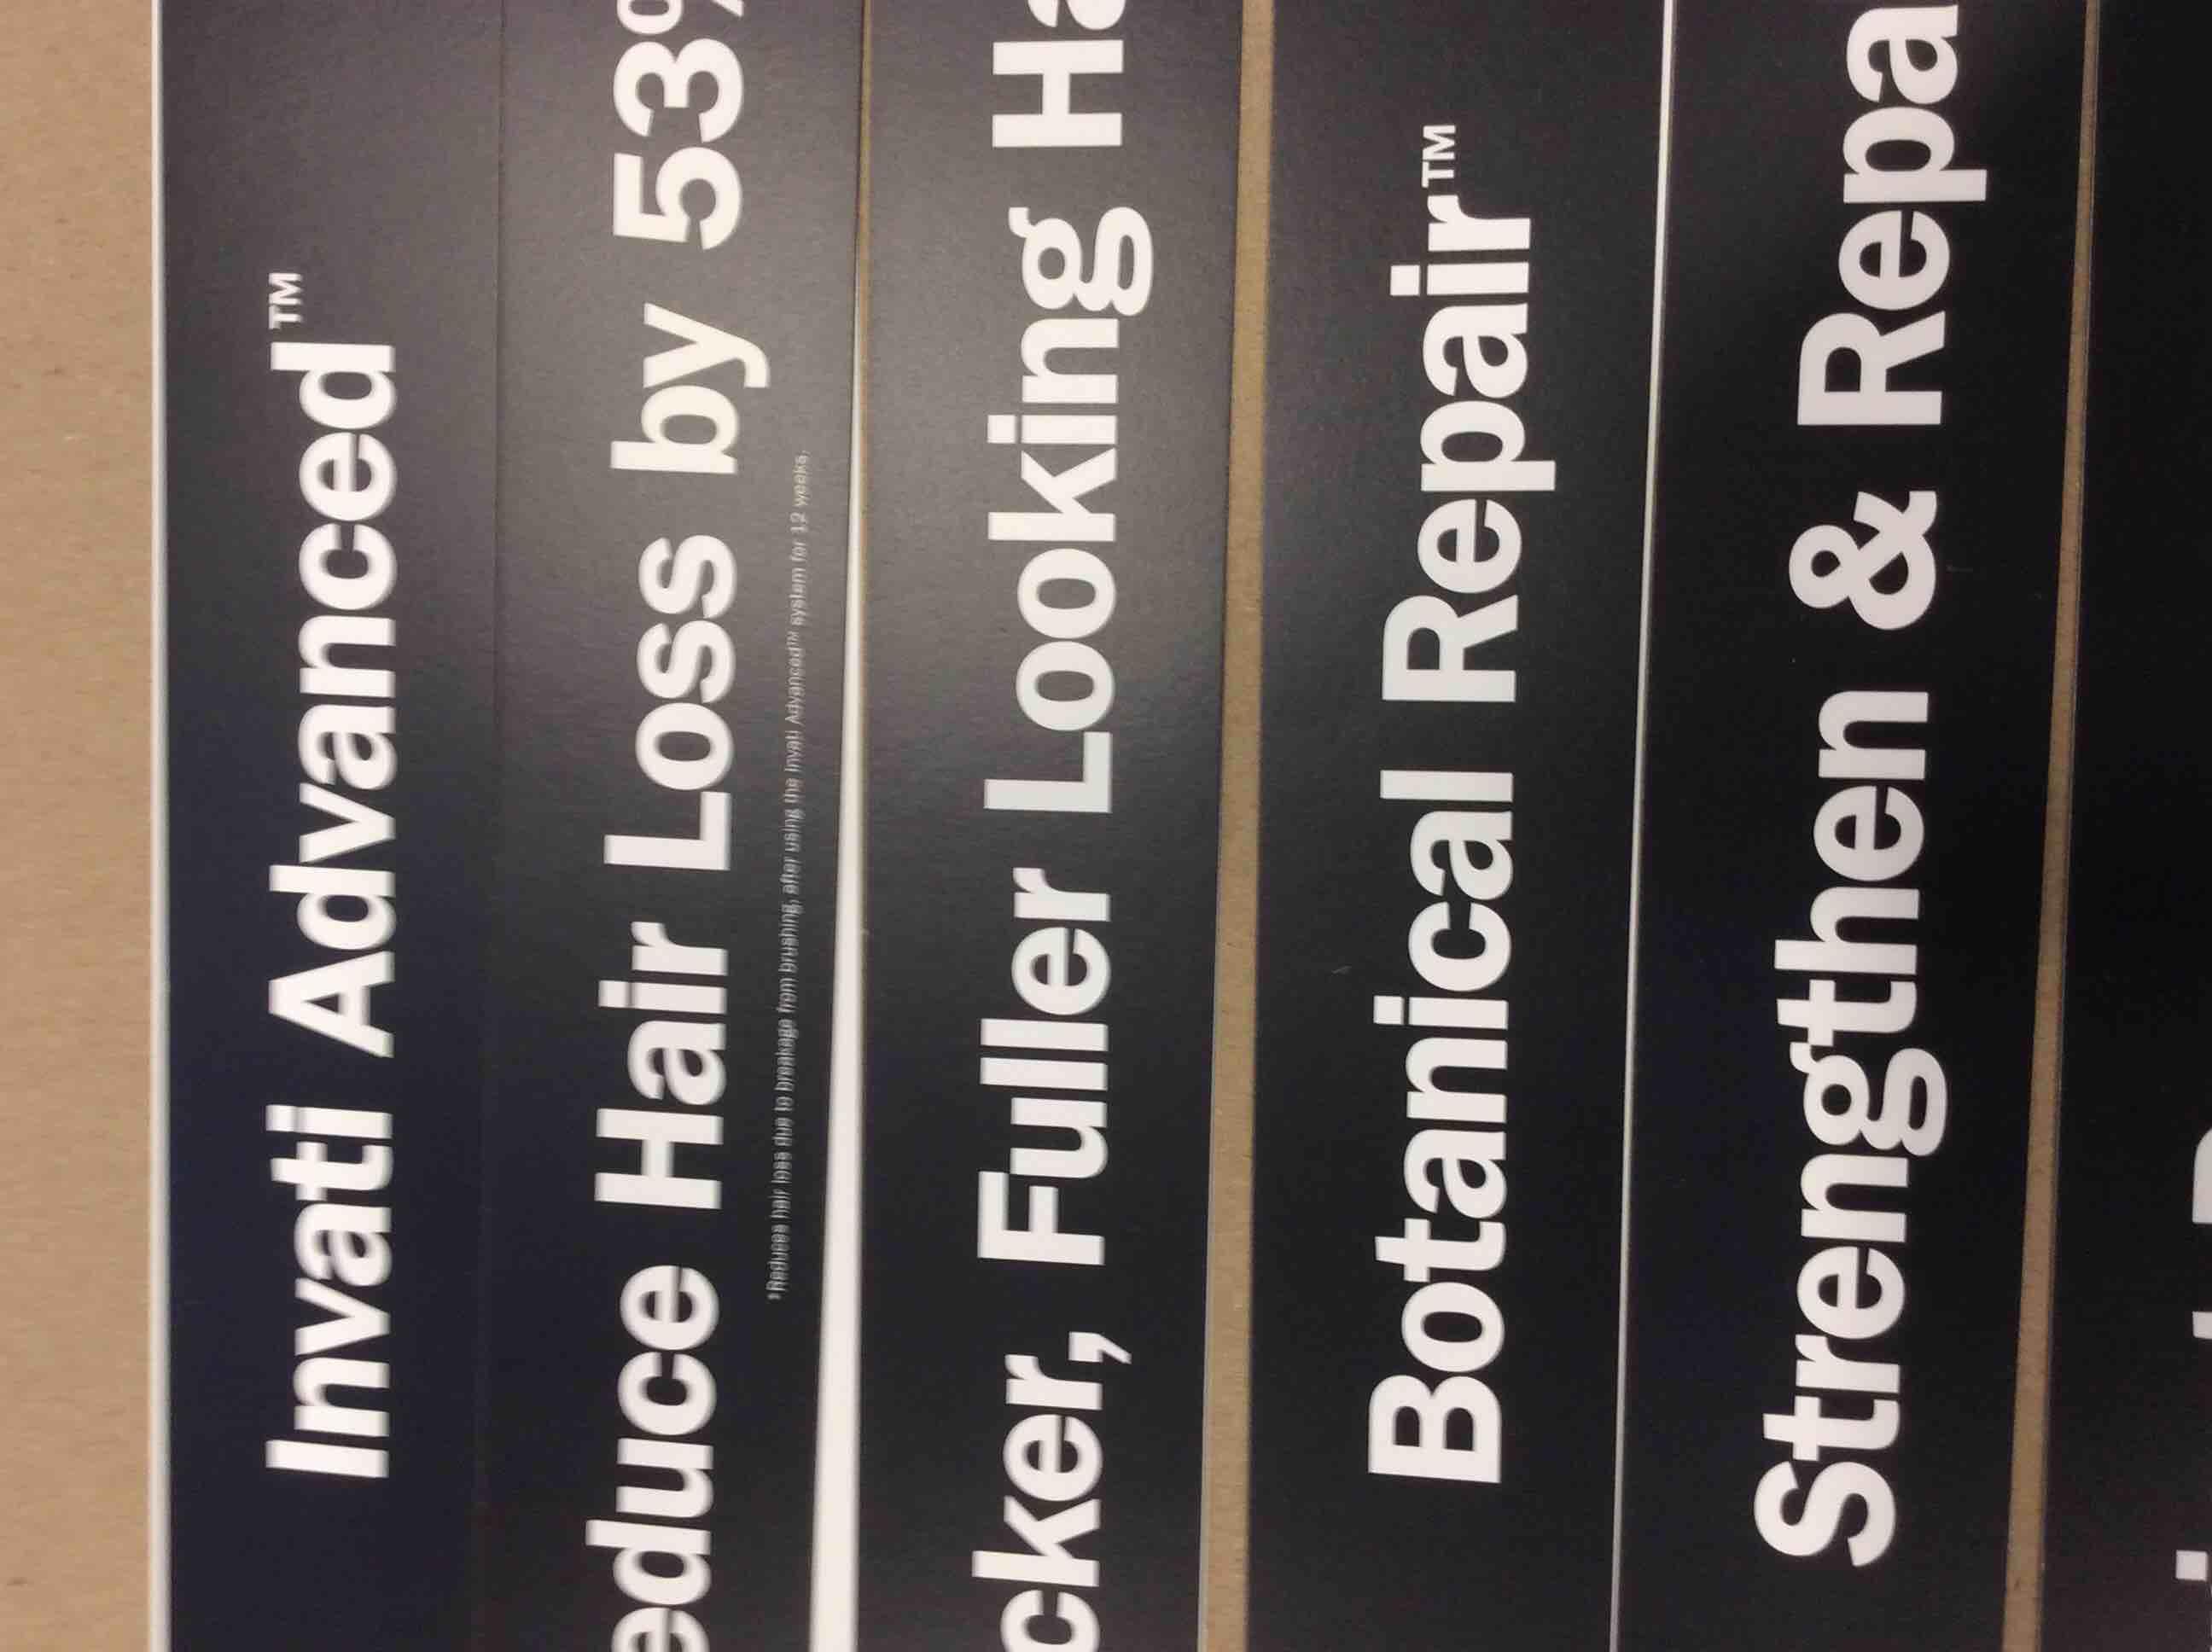 Invati Advanced™
educe Hair Loss by 53%
*Reduces hair loss due to breakage from brushing, after using the Invati Advanced™ system for 12 weeks.
cker, Fuller Looking Ha
Botanical Repair™
Strengthen & Repa